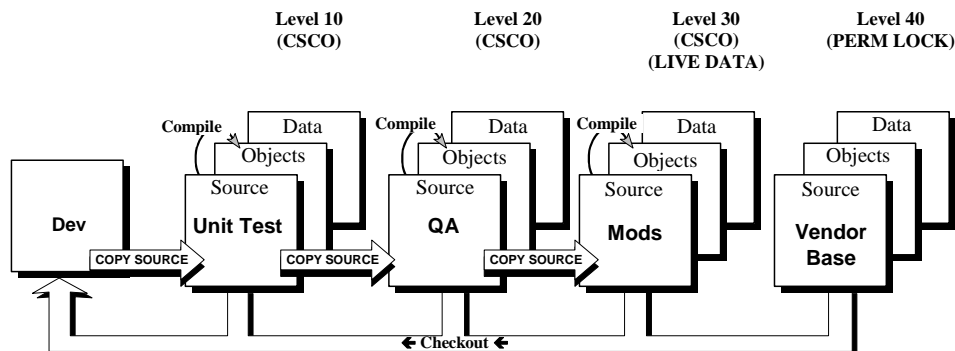 Level 10
(CSCO)
Level 20
(CSCO)
Level 30
(CSCO)
(LIVE DATA)
Level 40
(PERM LOCK)
Compile
Data
Objects
Source
Compile
Data
Objects
Source
Compile
Data
Objects
Source
Data
Objects
Source
Dev
Unit Test
QA
Mods
Vendor
Base
COPY SOURCE
COPY SOURCE
COPY SOURCE
← Checkout ←